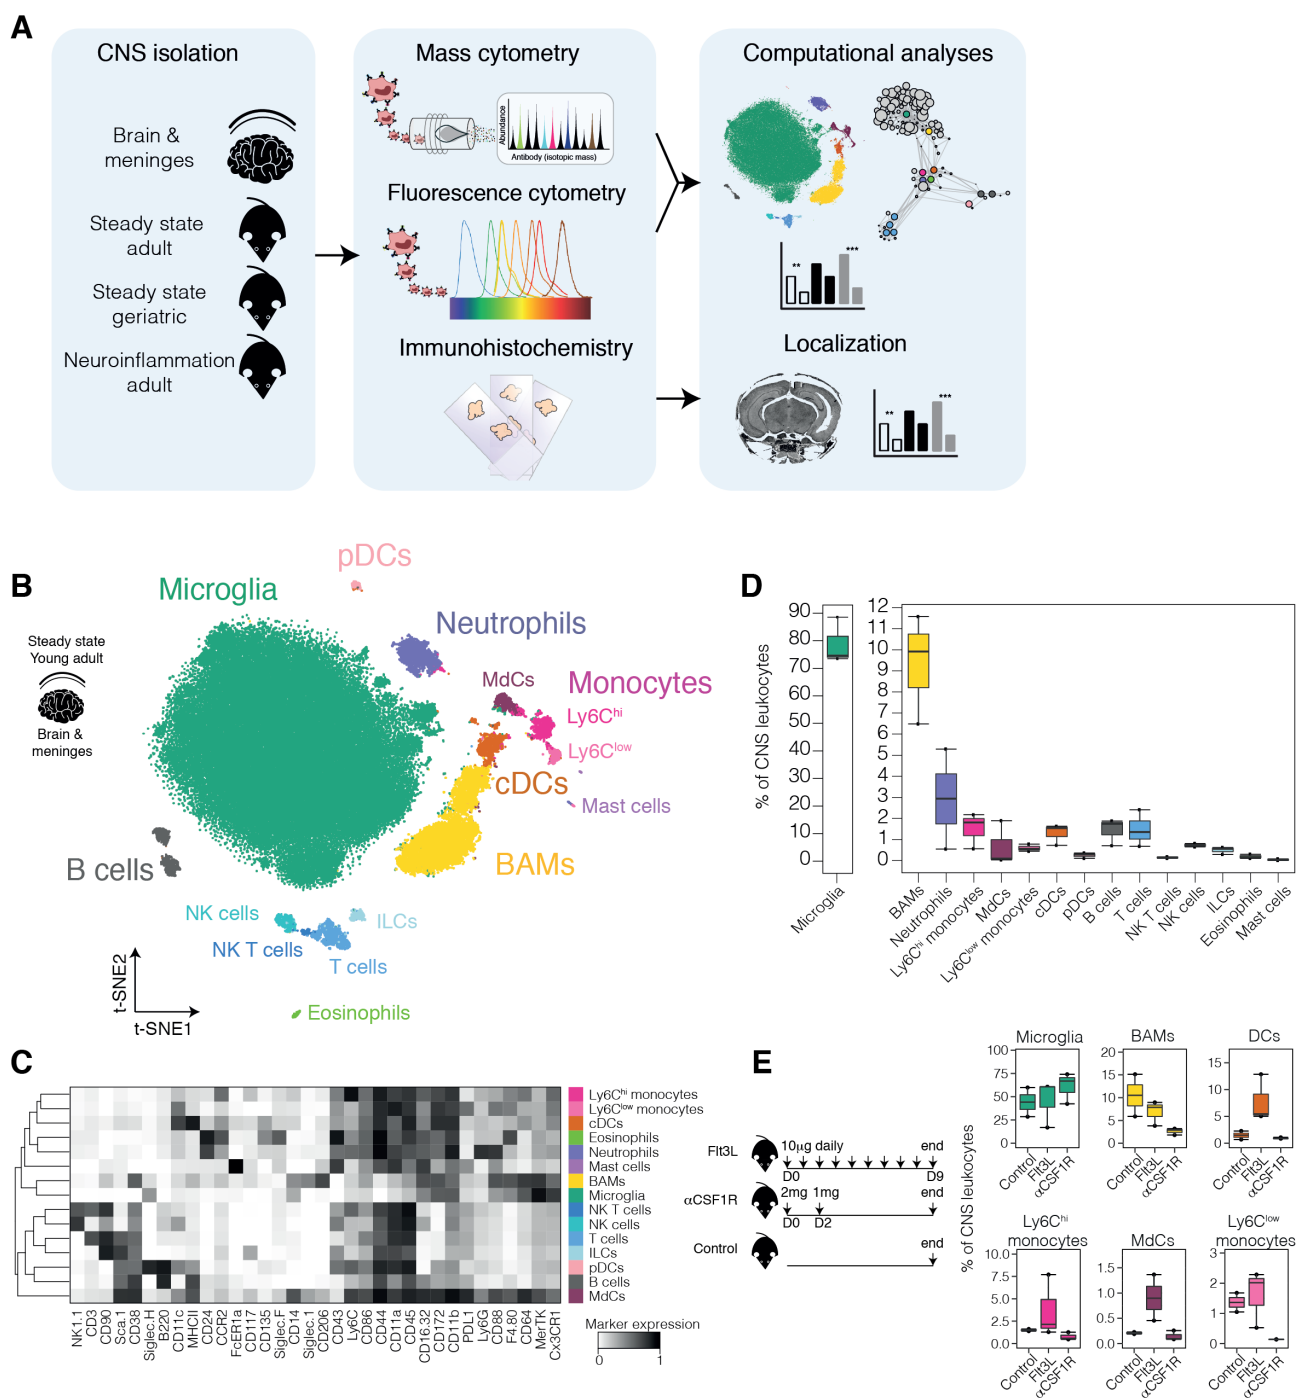 A
CNS isolation
Brain &
meninges
Steady state
adult
Steady state
geriatric
Neuroinflammation
adult
Mass cytometry
Abundance
Antibody (isotopic mass)
Fluorescence cytometry
Immunohistochemistry
Computational analyses
**
***
Localization
**
***
B
Steady state
Young adult
Brain &
meninges
pDCs
Microglia
Neutrophils
MdCs
Monocytes
Ly6Chi
Ly6Clow
cDCs
Mast cells
BAMs
B cells
NK cells
ILCs
NK T cells
T cells
Eosinophils
t-SNE2
t-SNE1
C
Ly6Chi monocytes
Ly6Clow monocytes
cDCs
Eosinophils
Neutrophils
Mast cells
BAMs
Microglia
NK T cells
NK cells
T cells
ILCs
pDCs
B cells
MdCs
NK1.1
CD3
CD90
Sca.1
CD38
Siglec.H
B220
CD11c
MHCII
CD24
CCR2
FcER1a
CD117
CD135
Siglec.F
CD14
Siglec.1
CD206
CD43
Ly6C
CD86
CD44
CD11a
CD45
CD16.32
CD172
CD11b
PDL1
Ly6G
CD88
F4.80
CD64
MerTK
Cx3CR1
Marker expression
0 1
D
% of CNS leukocytes
90
80
70
60
50
40
30
20
10
0
Microglia
12
11
10
9
8
7
6
5
4
3
2
1
0
BAMs
Neutrophils
Ly6Chi monocytes
MdCs
Ly6Clow monocytes
cDCs
pDCs
B cells
T cells
NK T cells
NK cells
ILCs
Eosinophils
Mast cells
E
Flt3L
10μg daily end
D0 D9
αCSF1R
2mg 1mg end
D0 D2
Control
end
% of CNS leukocytes
Microglia
100
75
50
25
0
Control
Flt3L
αCSF1R
BAMs
20
15
10
5
0
Control
Flt3L
αCSF1R
DCs
15
10
5
0
Control
Flt3L
αCSF1R
Ly6Chi
monocytes
10.0
7.5
5.0
2.5
0.0
Control
Flt3L
αCSF1R
MdCs
1.5
1.0
0.5
0.0
Control
Flt3L
αCSF1R
Ly6Clow
monocytes
3
2
1
0
Control
Flt3L
αCSF1R